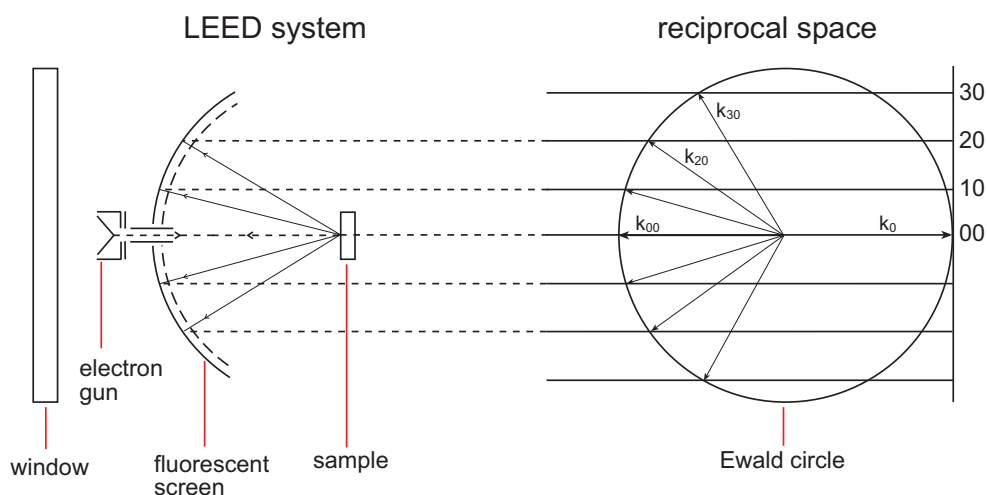 LEED system
reciprocal space
30
k30
20
k20
10
k00
k0
00
electron
gun
window
fluorescent
screen
sample
Ewald circle